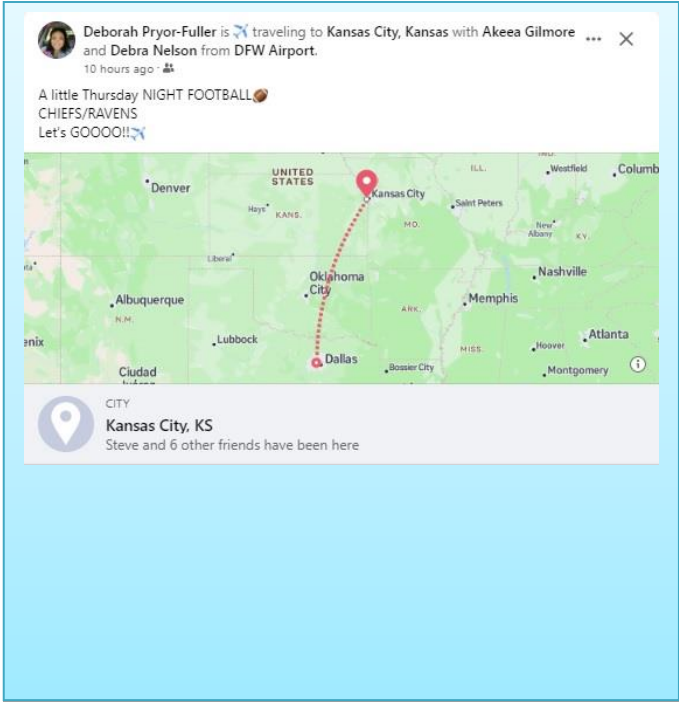 Deborah Pryor-Fuller is ✈️ traveling to Kansas City, Kansas with Akeea Gilmore
and Debra Nelson from DFW Airport.
10 hours ago ·
A little Thursday NIGHT FOOTBALL🏈
CHIEFS/RAVENS
Let's GOOOO!!✈️
UNITED
STATES
ILL.
Westfield
Columb
Denver
Kansas City
Hays
KANS.
Saint Peters
MO.
New
Albany
KY.
Liberal
Nashville
Oklahoma
City
Albuquerque
N.M.
Memphis
ARK.
enix
Lubbock
Atlanta
MISS.
Hoover
Dallas
Bossier City
Montgomery
Ciudad
CITY
Kansas City, KS
Steve and 6 other friends have been here